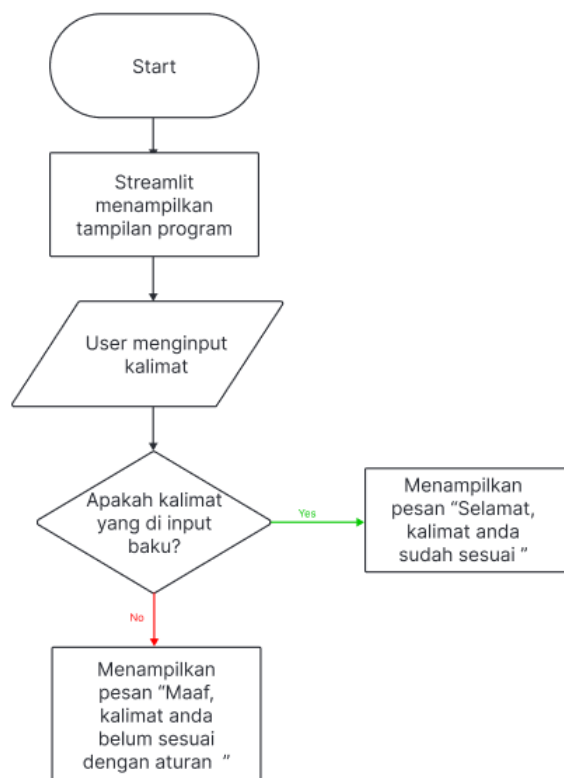 Start
Streamlit
menampilkan
tampilan program
User menginput
kalimat
Apakah kalimat
yang di input
baku?
Yes
Menampilkan
pesan “Selamat,
kalimat anda
sudah sesuai ”
No
Menampilkan
pesan “Maaf,
kalimat anda
belum sesuai
dengan aturan ”